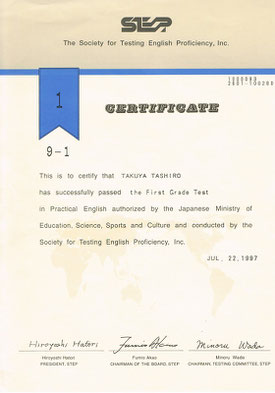 STEP
The Society for Testing English Proficiency, Inc.
1
CERTIFICATE
9-1
This is to certify that TAKUYA TASHIRO
has successfully passed the First Grade Test
in Practical English authorized by the Japanese Ministry of
Education, Science, Sports and Culture and conducted by the
Society for Testing English Proficiency, Inc.
JUL. 22,1997
Hiroyoshi Hatori Fumio Akao Minoru Wada
Hiroyoshi Hatori Fumio Akao Minoru Wada
PRESIDENT, STEP CHAIRMAN OF THE BOARD, STEP CHAIRMAN, TESTING COMMITTEE, STEP